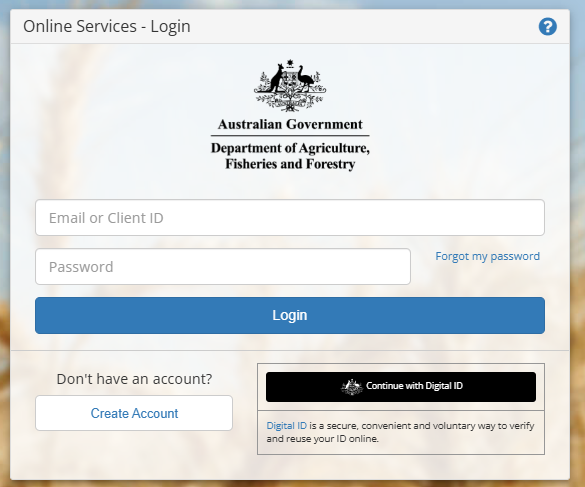 Online Services - Login
?
Australian Government
Department of Agriculture,
Fisheries and Forestry
Email or Client ID
Password
Forgot my password
Login
Don't have an account?
Create Account
Continue with Digital ID
Digital ID is a secure, convenient and voluntary way to verify
and reuse your ID online.